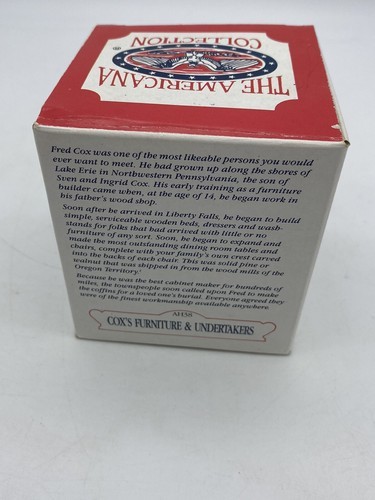 THE AMERICANA
COLLECTION®
Fred Cox was one of the most likeable persons you would
ever want to meet. He had grown up along the shores of
Lake Erie in Northwestern Pennsylvania, the son of
Sven and Ingrid Cox. His early training as a furniture
builder came when, at the age of 14, he began work in
his father's wood shop.
Soon after he arrived in Liberty Falls, he began to build
simple, serviceable wooden beds, dressers and wash-
stands for folks that had arrived with little or no
furniture of any sort. Soon, he began to expand and
made the most outstanding dining room tables and
chairs, complete with your family's own crest carved
into the backs of each chair. This was solid pine or
walnut that was shipped in from the wood mills of the
Oregon Territory.
Because he was the best cabinet maker for hundreds of
miles, the townspeople soon called upon Fred to make
the coffins for a loved one's burial. Everyone agreed they
were of the finest workmanship available anywhere
AH58
COX'S FURNITURE & UNDERTAKERS